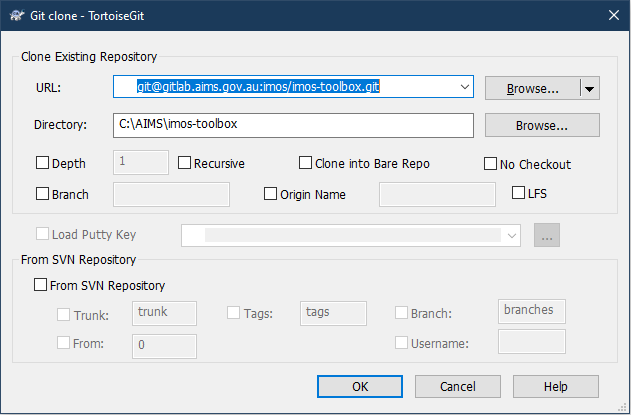 Git clone - TortoiseGit
Clone Existing Repository
URL: git@gitlab.aims.gov.au:imos/imos-toolbox.git Browse...
Directory: C:\AIMS\imos-toolbox Browse...
Depth 1 Recursive Clone into Bare Repo No Checkout
Branch Origin Name LFS
Load Putty Key ...
From SVN Repository
From SVN Repository
Trunk: trunk Tags: tags Branch: branches
From: 0 Username:
OK Cancel Help